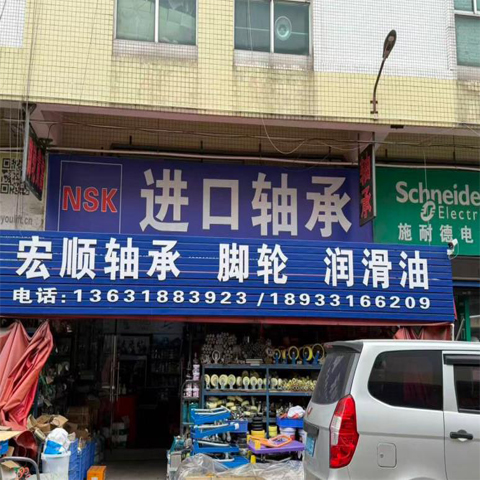 NSK 进口轴承
Schneide
Electr
施耐德电
宏顺轴承 脚轮 润滑油
电话:13631883923/18933166209